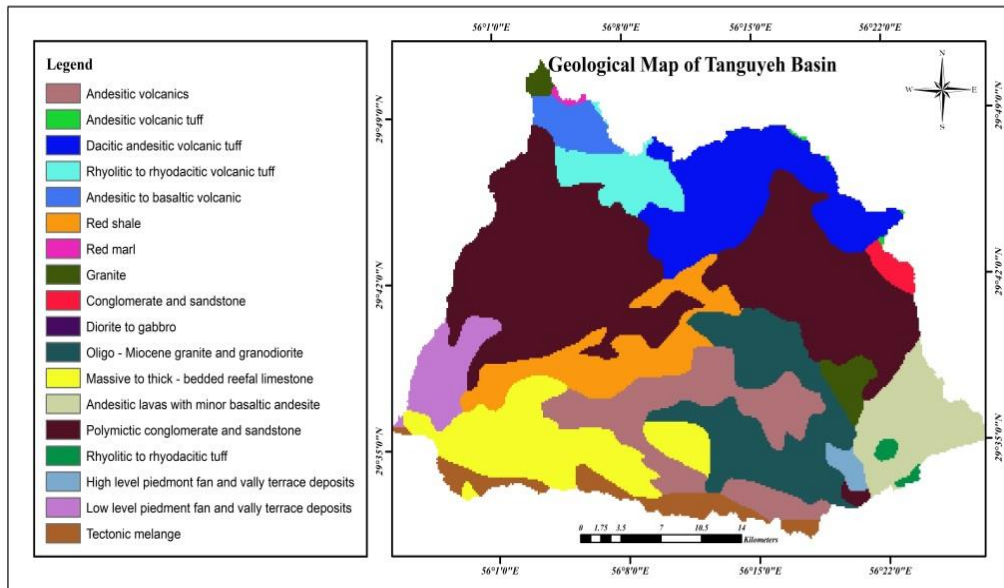 56°1'0"E 56°8'0"E 56°15'0"E 56°22'0"E
Geological Map of Tanguyeh Basin
N
W E
S
Legend
Andesitic volcanics
Andesitic volcanic tuff
Dacitic andesitic volcanic tuff
Rhyolitic to rhyodacitic volcanic tuff
Andesitic to basaltic volcanic
Red shale
Red marl
Granite
Conglomerate and sandstone
Diorite to gabbro
Oligo - Miocene granite and granodiorite
Massive to thick - bedded reefal limestone
Andesitic lavas with minor basaltic andesite
Polymictic conglomerate and sandstone
Rhyolitic to rhyodacitic tuff
High level piedmont fan and vally terrace deposits
Low level piedmont fan and vally terrace deposits
Tectonic melange
29°49'0"N
29°42'0"N
29°35'0"N
29°49'0"N
29°42'0"N
29°35'0"N
0 1.75 3.5 7 10.5 14
Kilometers
56°1'0"E 56°8'0"E 56°15'0"E 56°22'0"E